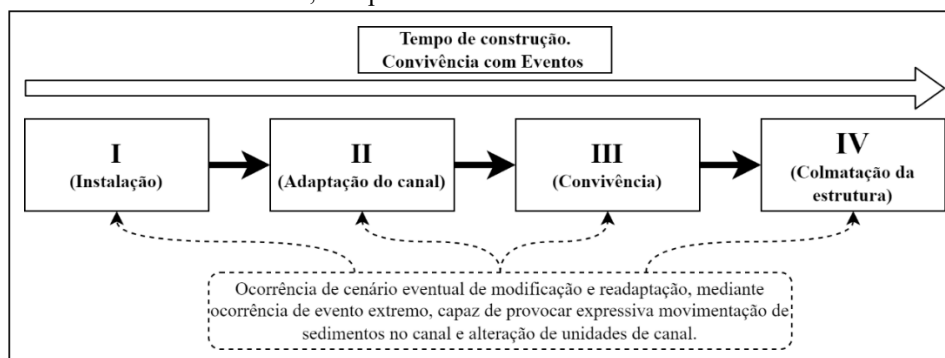 Tempo de construção.
Convivência com Eventos
I
(Instalação)
II
(Adaptação do canal)
III
(Convivência)
IV
(Colmatação da
estrutura)
Ocorrência de cenário eventual de modificação e readaptação, mediante
ocorrência de evento extremo, capaz de provocar expressiva movimentação de
sedimentos no canal e alteração de unidades de canal.